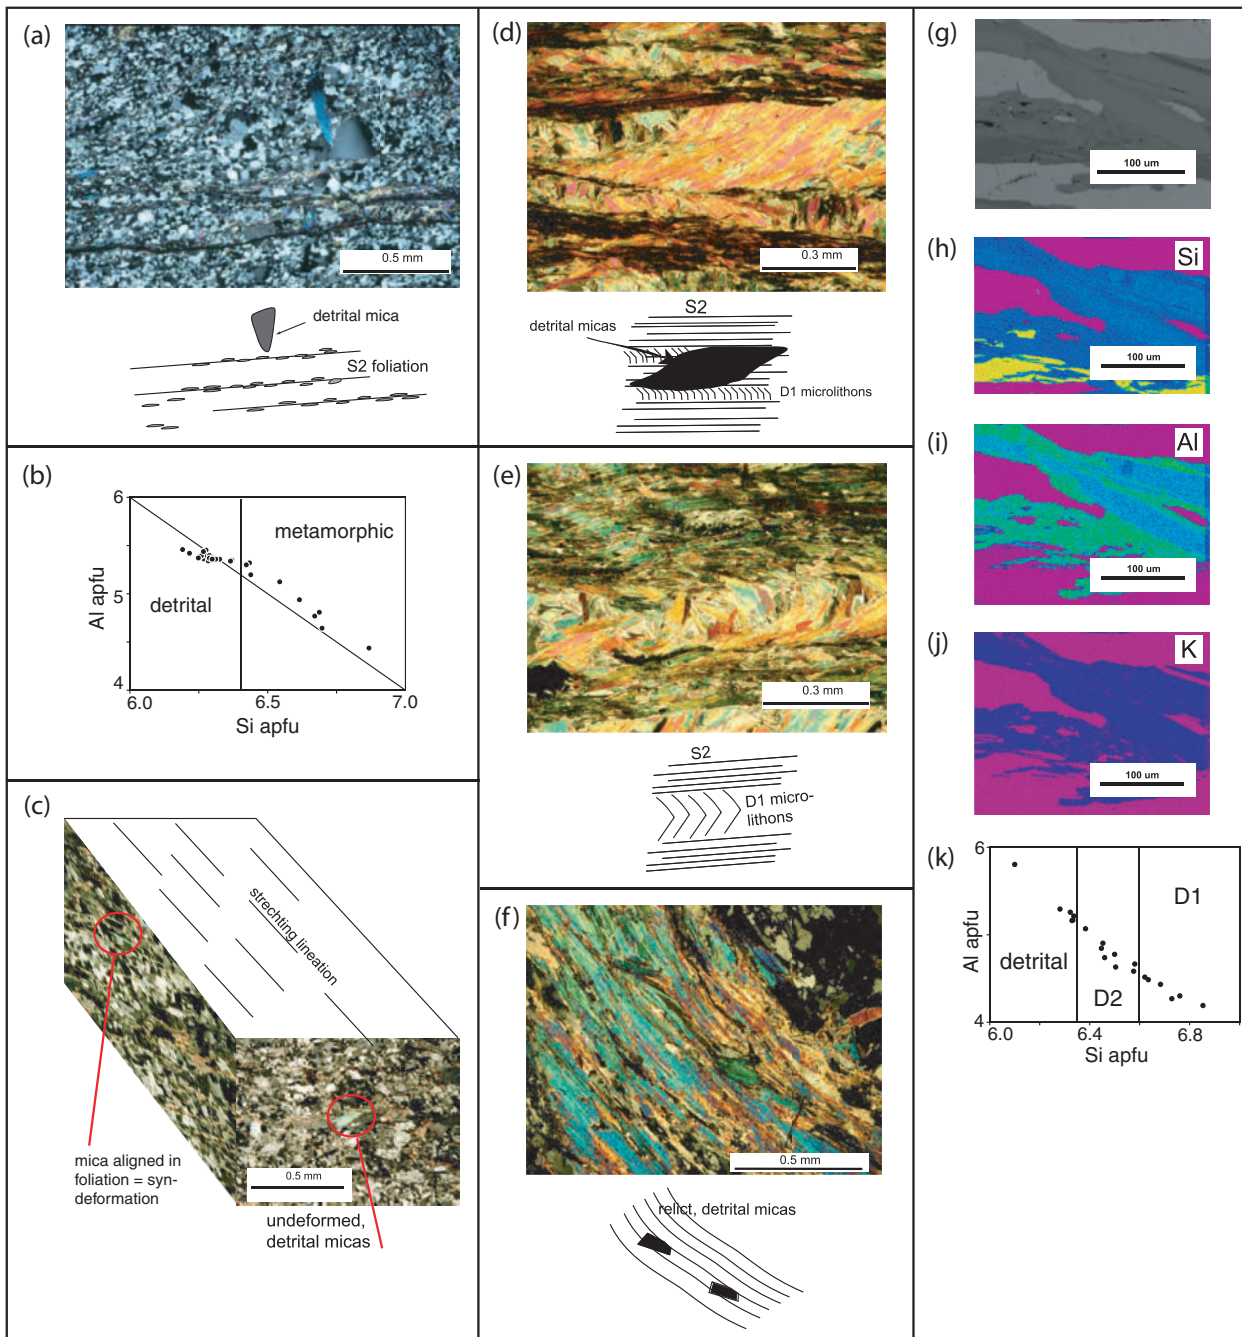 (a)
0.5 mm
detrital mica
S2 foliation
(b)
6
5
4
Al apfu
metamorphic
detrital
6.0
6.5
7.0
Si apfu
(c)
strechting lineation
mica aligned in
foliation = syn-
deformation
0.5 mm
undeformed,
detrital micas
(d)
0.3 mm
S2
detrital micas
D1 microlithons
(e)
0.3 mm
S2
D1 micro-
lithons
(f)
0.5 mm
relict, detrital micas
(g)
100 um
(h)
Si
100 um
(i)
Al
100 um
(j)
K
100 um
(k)
6
4
Al apfu
D1
detrital
D2
6.0
6.4
6.8
Si apfu